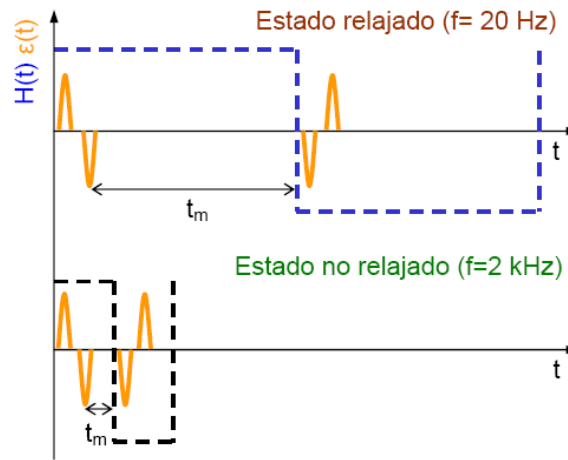 Estado relajado (f= 20 Hz)
H(t) ε(t)
t
tm
Estado no relajado (f=2 kHz)
t
tm